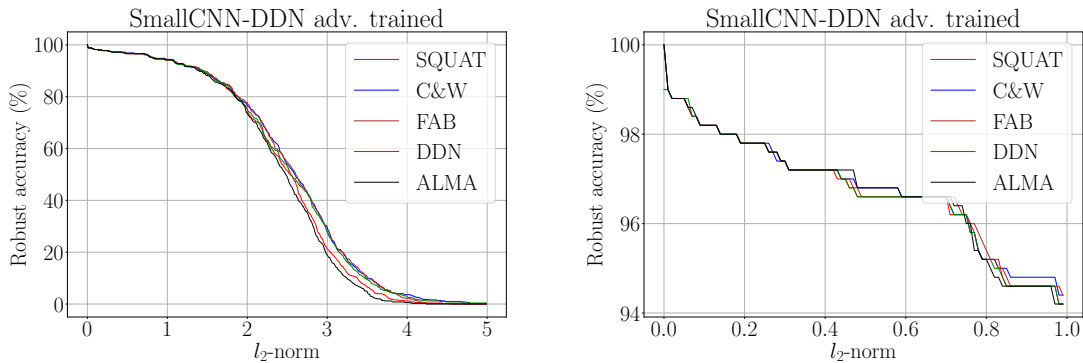 SmallCNN-DDN adv. trained
Robust accuracy (%)
100
80
60
40
20
0
SQUAT
C&W
FAB
DDN
ALMA
0 1 2 3 4 5
l₂-norm
SmallCNN-DDN adv. trained
Robust accuracy (%)
100
98
96
94
SQUAT
C&W
FAB
DDN
ALMA
0.0 0.2 0.4 0.6 0.8 1.0
l₂-norm